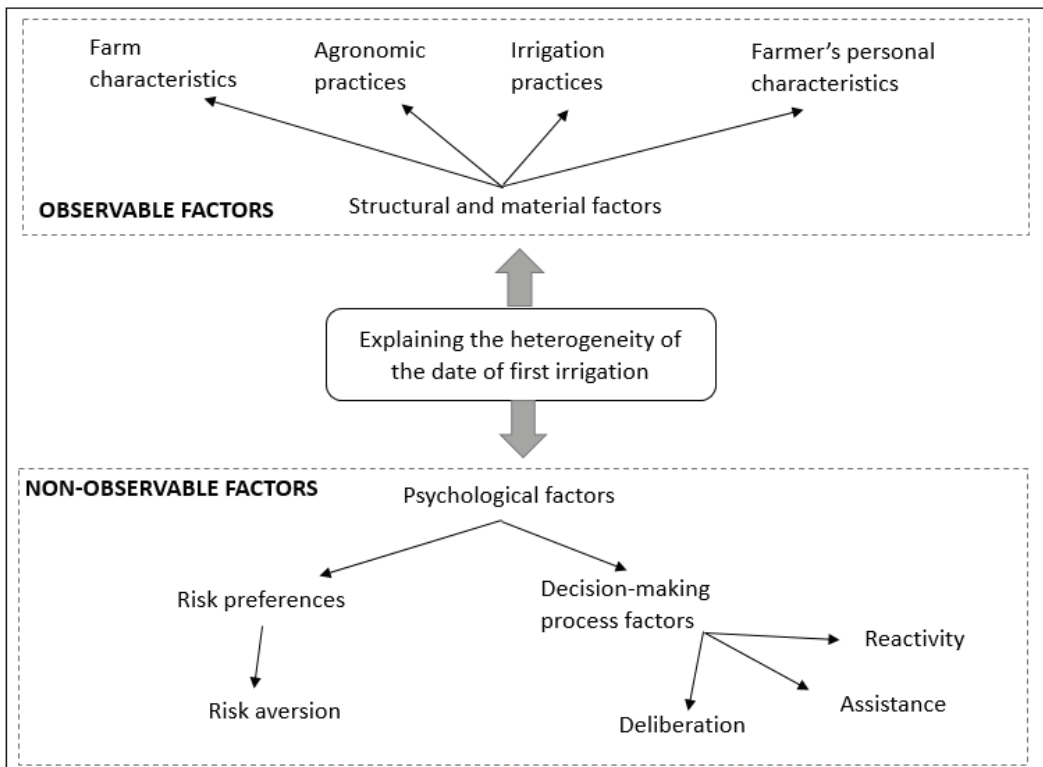 Farm
characteristics
Agronomic
practices
Irrigation
practices
Farmer's personal
characteristics
OBSERVABLE FACTORS
Structural and material factors
Explaining the heterogeneity of
the date of first irrigation
NON-OBSERVABLE FACTORS
Psychological factors
Risk preferences
Decision-making
process factors
Reactivity
Risk aversion
Assistance
Deliberation